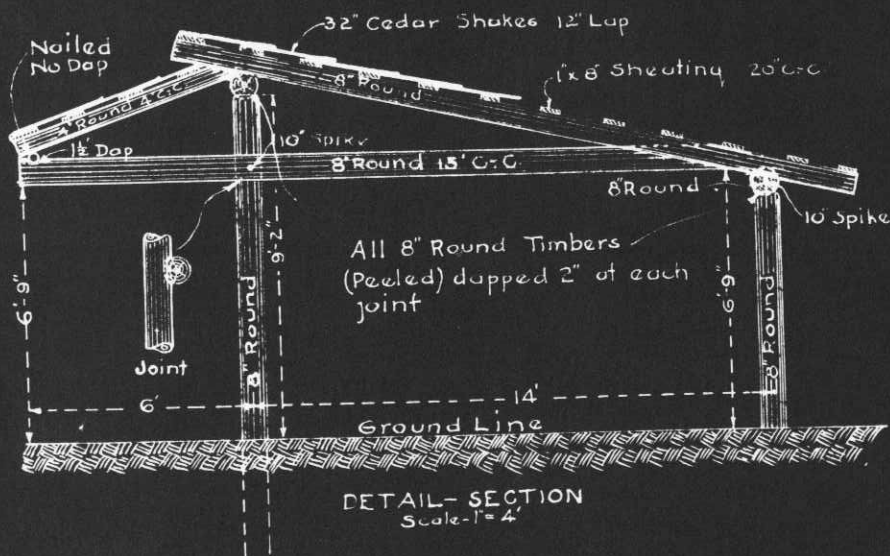 32" Cedar Shakes 12" Lap
Nailed
No Dap
1"x 8" Sheating 20" C-C
8" Round
4" Round 4' C.C.
1½" Dap
10" Spike
8" Round 15' C-C
8" Round
10" Spike
All 8" Round Timbers
(Peeled) dapped 2" at each
joint
6'-9"
9'-2"
6'-9"
8" Round
8" Round
Joint
6'
14'
Ground Line
DETAIL- SECTION
Scale-1"= 4'